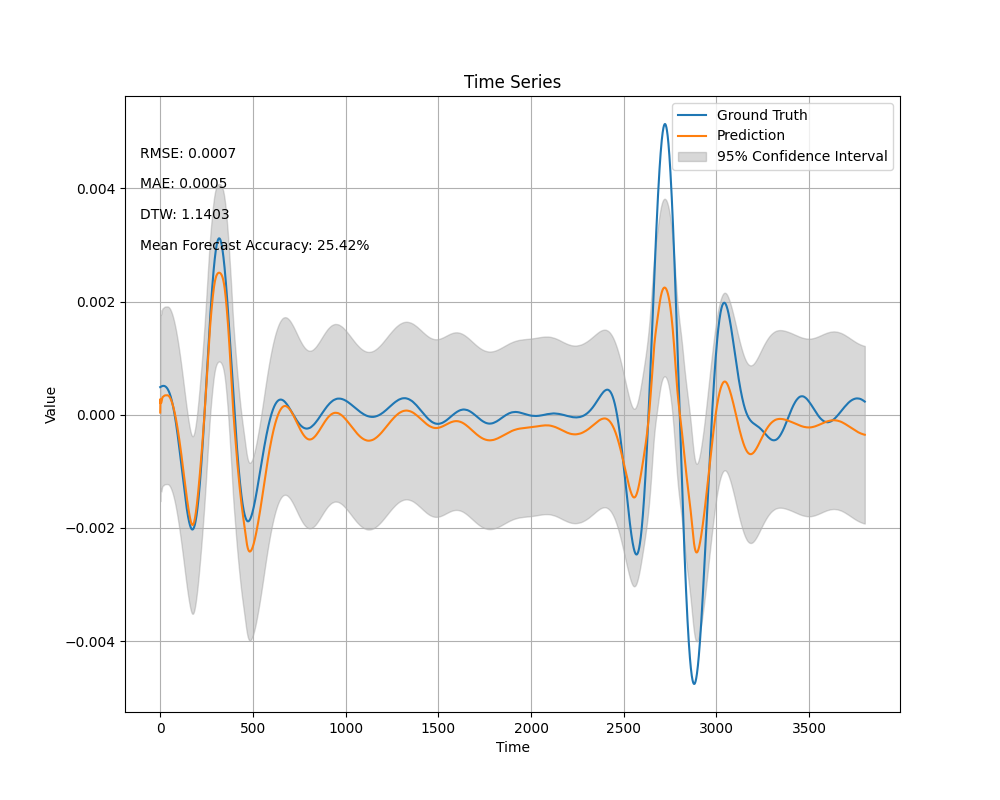 Time Series
Ground Truth
Prediction
95% Confidence Interval
RMSE: 0.0007
MAE: 0.0005
DTW: 1.1403
Mean Forecast Accuracy: 25.42%
Value
0.004
0.002
0.000
−0.002
−0.004
0 500 1000 1500 2000 2500 3000 3500
Time